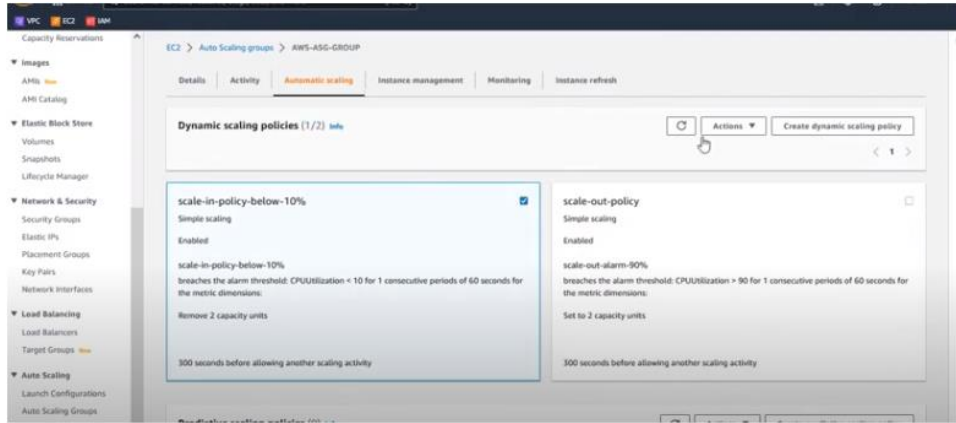 VPC EC2 IAM
Capacity Reservations
Images
AMIs New
AMI Catalog
Elastic Block Store
Volumes
Snapshots
Lifecycle Manager
Network & Security
Security Groups
Elastic IPs
Placement Groups
Key Pairs
Network Interfaces
Load Balancing
Load Balancers
Target Groups New
Auto Scaling
Launch Configurations
Auto Scaling Groups
EC2 > Auto Scaling groups > AWS-ASG-GROUP
Details Activity Automatic scaling Instance management Monitoring Instance refresh
Dynamic scaling policies (1/2) Info
Actions Create dynamic scaling policy
< 1 >
scale-in-policy-below-10%
Simple scaling
Enabled
scale-in-policy-below-10%
breaches the alarm threshold: CPUUtilization < 10 for 1 consecutive periods of 60 seconds for
the metric dimensions:
Remove 2 capacity units
300 seconds before allowing another scaling activity
scale-out-policy
Simple scaling
Enabled
scale-out-alarm-90%
breaches the alarm threshold: CPUUtilization > 90 for 1 consecutive periods of 60 seconds for
the metric dimensions:
Set to 2 capacity units
300 seconds before allowing another scaling activity